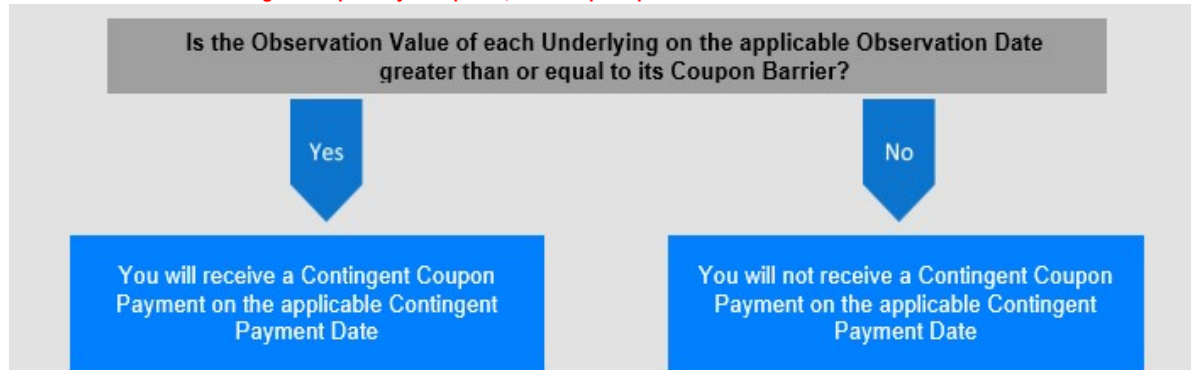 Is the Observation Value of each Underlying on the applicable Observation Date
greater than or equal to its Coupon Barrier?
Yes
No
You will receive a Contingent Coupon
Payment on the applicable Contingent
Payment Date
You will not receive a Contingent Coupon
Payment on the applicable Contingent
Payment Date